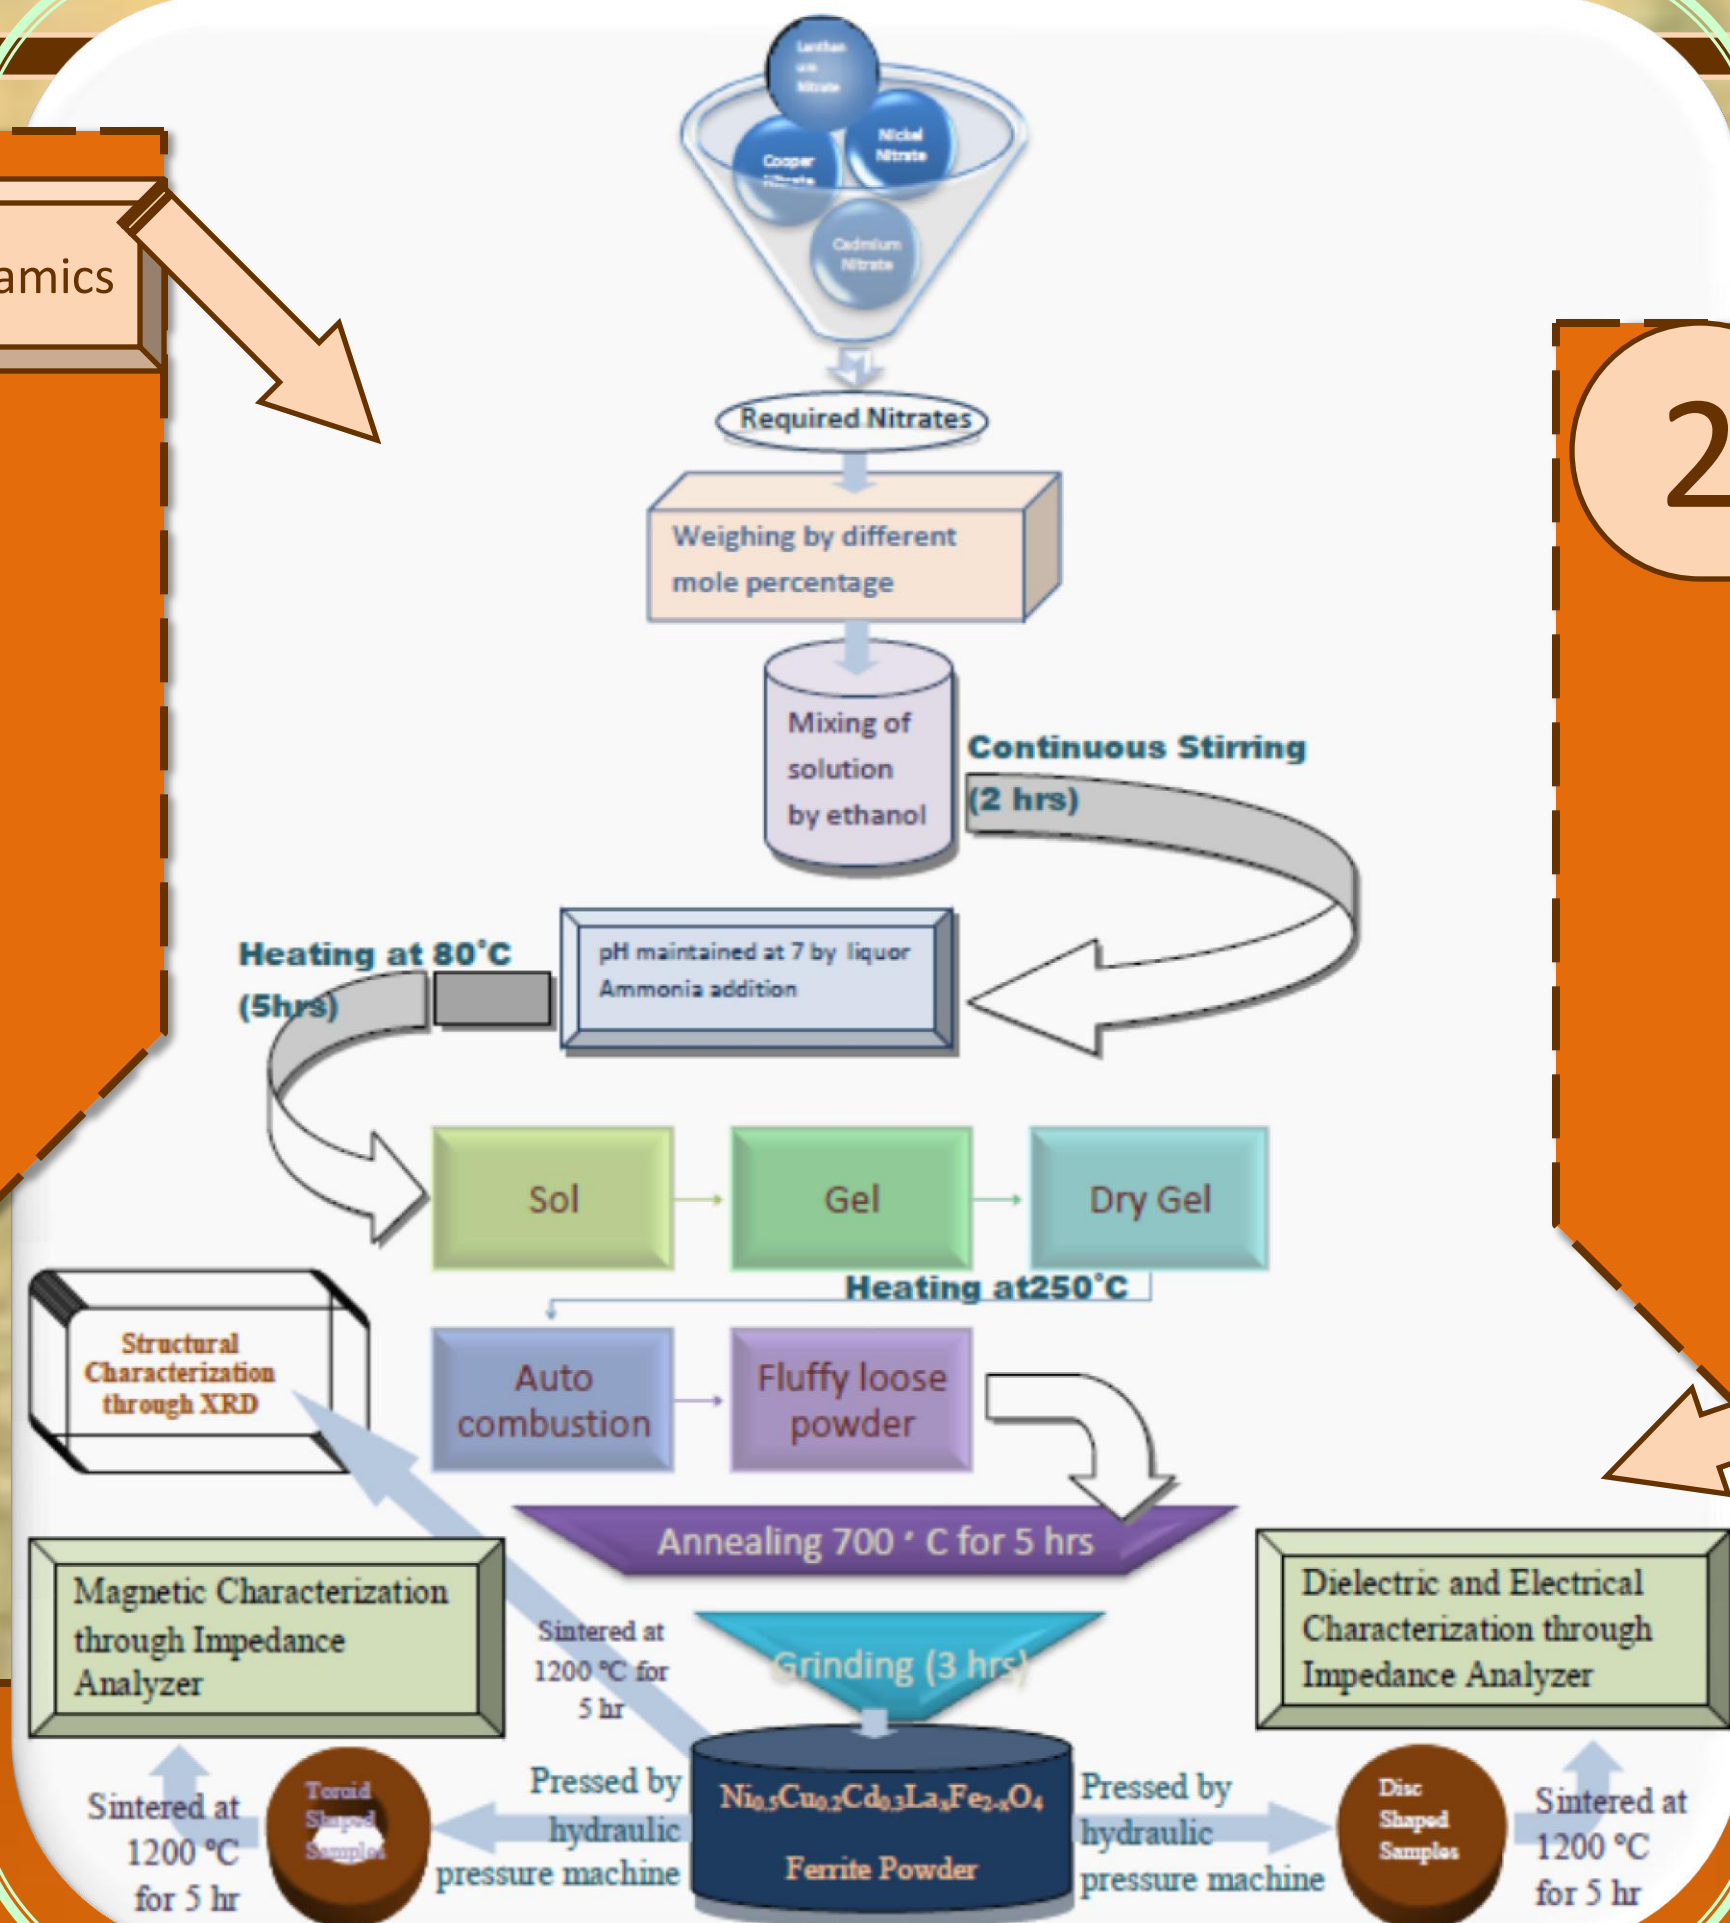 Lanthan
um
Nitrate
Nickel
Nitrate
Cooper
Nitrate
Cadmium
Nitrate
amics
Required Nitrates
2
Weighing by different
mole percentage
Mixing of
solution
by ethanol
Continuous Stirring
(2 hrs)
pH maintained at 7 by liquor
Ammonia addition
Heating at 80°C
(5hrs)
Sol
Gel
Dry Gel
Heating at250°C
Structural
Characterization
through XRD
Auto
combustion
Fluffy loose
powder
Annealing 700 ° C for 5 hrs
Magnetic Characterization
through Impedance
Analyzer
Sintered at
1200 °C for
5 hr
Grinding (3 hrs)
Dielectric and Electrical
Characterization through
Impedance Analyzer
Sintered at
1200 °C
for 5 hr
Toroid
Shaped
Samples
Pressed by
hydraulic
pressure machine
Ni₀.₅Cu₀.₂Cd₀.₃LaₓFe₂₋ₓO₄
Ferrite Powder
Pressed by
hydraulic
pressure machine
Disc
Shaped
Samples
Sintered at
1200 °C
for 5 hr